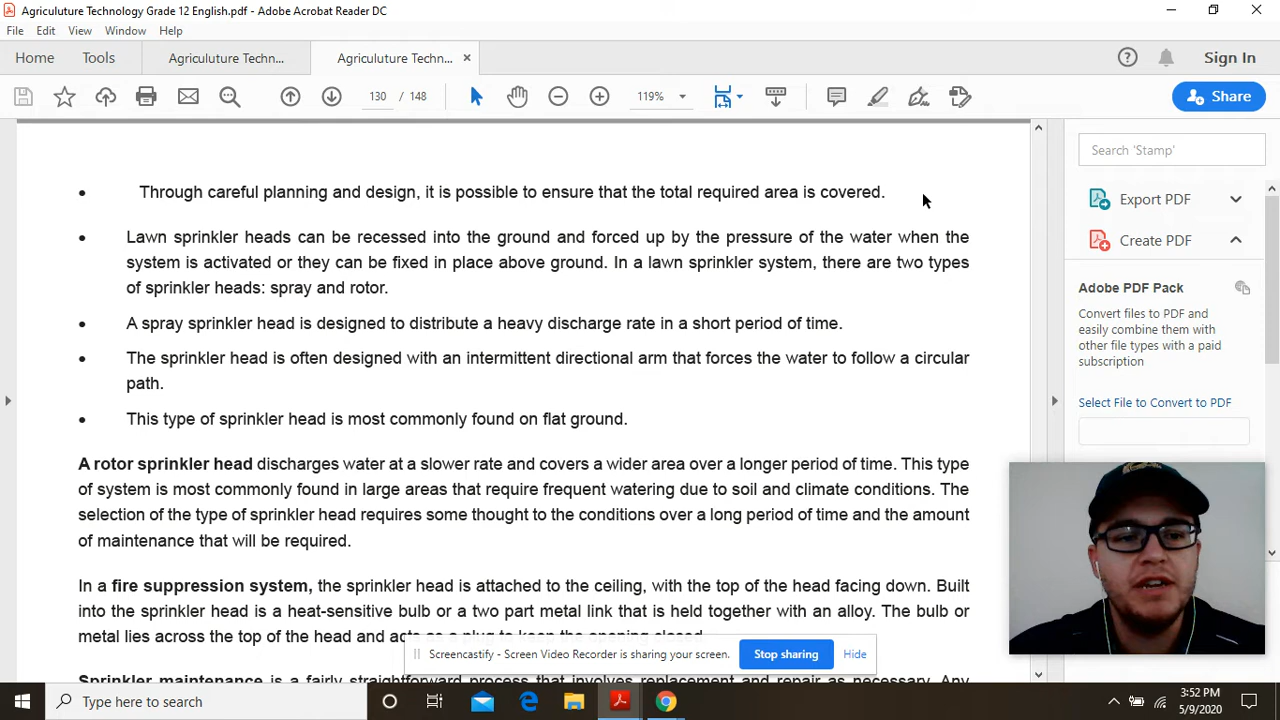 Agriculuture Technology Grade 12 English.pdf - Adobe Acrobat Reader DC
File Edit View Window Help
Home Tools Agriculuture Techn... Agriculuture Techn... × Sign In
130 / 148 119% Share
• Through careful planning and design, it is possible to ensure that the total required area is covered.
• Lawn sprinkler heads can be recessed into the ground and forced up by the pressure of the water when the
system is activated or they can be fixed in place above ground. In a lawn sprinkler system, there are two types
of sprinkler heads: spray and rotor.
• A spray sprinkler head is designed to distribute a heavy discharge rate in a short period of time.
• The sprinkler head is often designed with an intermittent directional arm that forces the water to follow a circular
path.
• This type of sprinkler head is most commonly found on flat ground.
A rotor sprinkler head discharges water at a slower rate and covers a wider area over a longer period of time. This type
of system is most commonly found in large areas that require frequent watering due to soil and climate conditions. The
selection of the type of sprinkler head requires some thought to the conditions over a long period of time and the amount
of maintenance that will be required.
In a fire suppression system, the sprinkler head is attached to the ceiling, with the top of the head facing down. Built
into the sprinkler head is a heat-sensitive bulb or a two part metal link that is held together with an alloy. The bulb or
metal lies across the top of the head and acts as a plug to keep the opening closed.
Sprinkler maintenance is a fairly straightforward process that involves replacement and repair as necessary. Any
Search 'Stamp'
Export PDF
Create PDF
Adobe PDF Pack
Convert files to PDF and
easily combine them with
other file types with a paid
subscription
Select File to Convert to PDF
Screencastify - Screen Video Recorder is sharing your screen. Stop sharing Hide
Type here to search
3:52 PM
5/9/2020